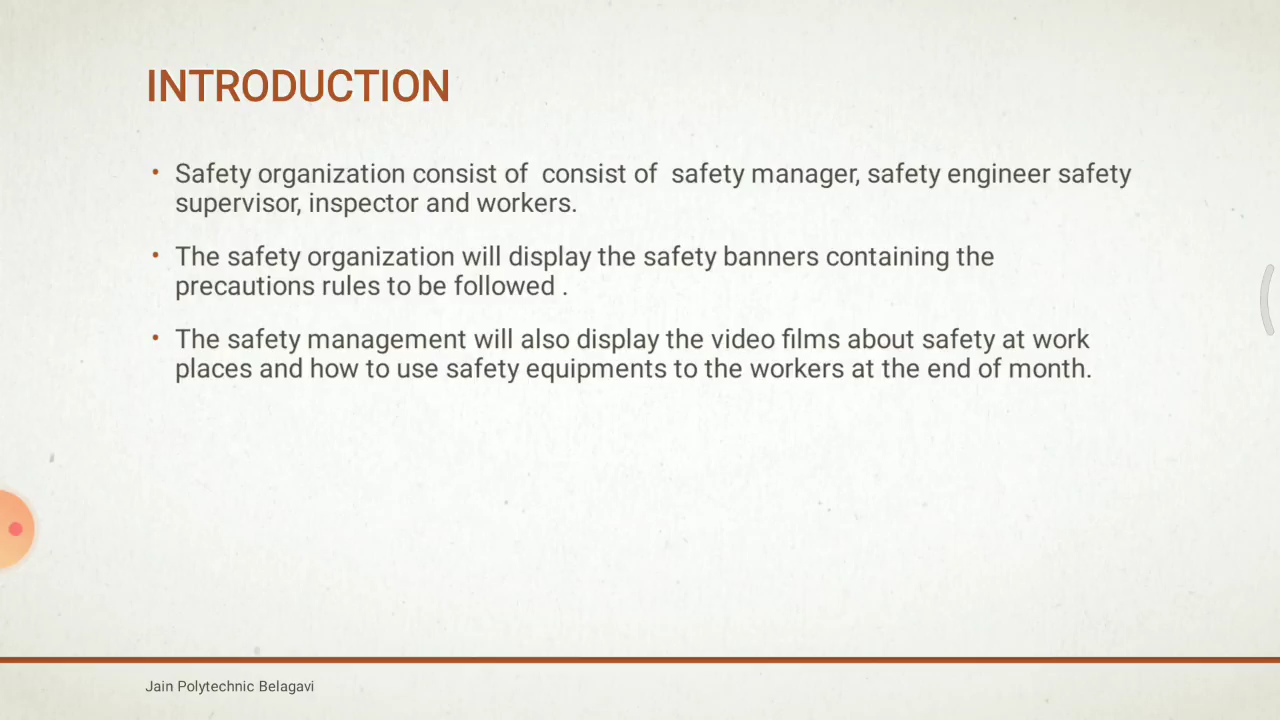 INTRODUCTION
• Safety organization consist of  consist of  safety manager, safety engineer safety
supervisor, inspector and workers.
• The safety organization will display the safety banners containing the
precautions rules to be followed .
• The safety management will also display the video films about safety at work
places and how to use safety equipments to the workers at the end of month.
Jain Polytechnic Belagavi